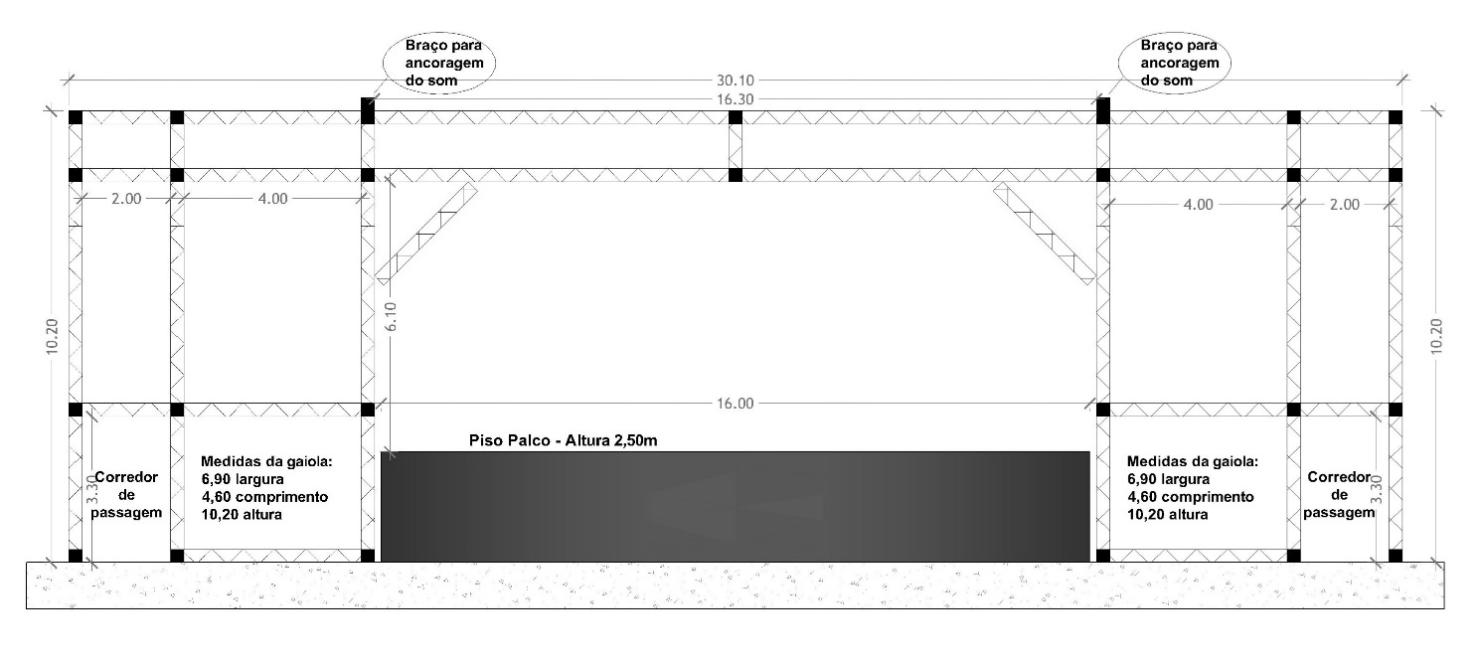 Braço para
ancoragem
do som
Braço para
ancoragem
do som
30.10
16.30
2.00
4.00
4.00
2.00
10.20
6.10
10.20
16.00
Piso Palco - Altura 2,50m
Medidas da gaiola:
6,90 largura
4,60 comprimento
10,20 altura
Corredor
de
passagem
3.30
Medidas da gaiola:
6,90 largura
4,60 comprimento
10,20 altura
Corredor
de
passagem
3.30